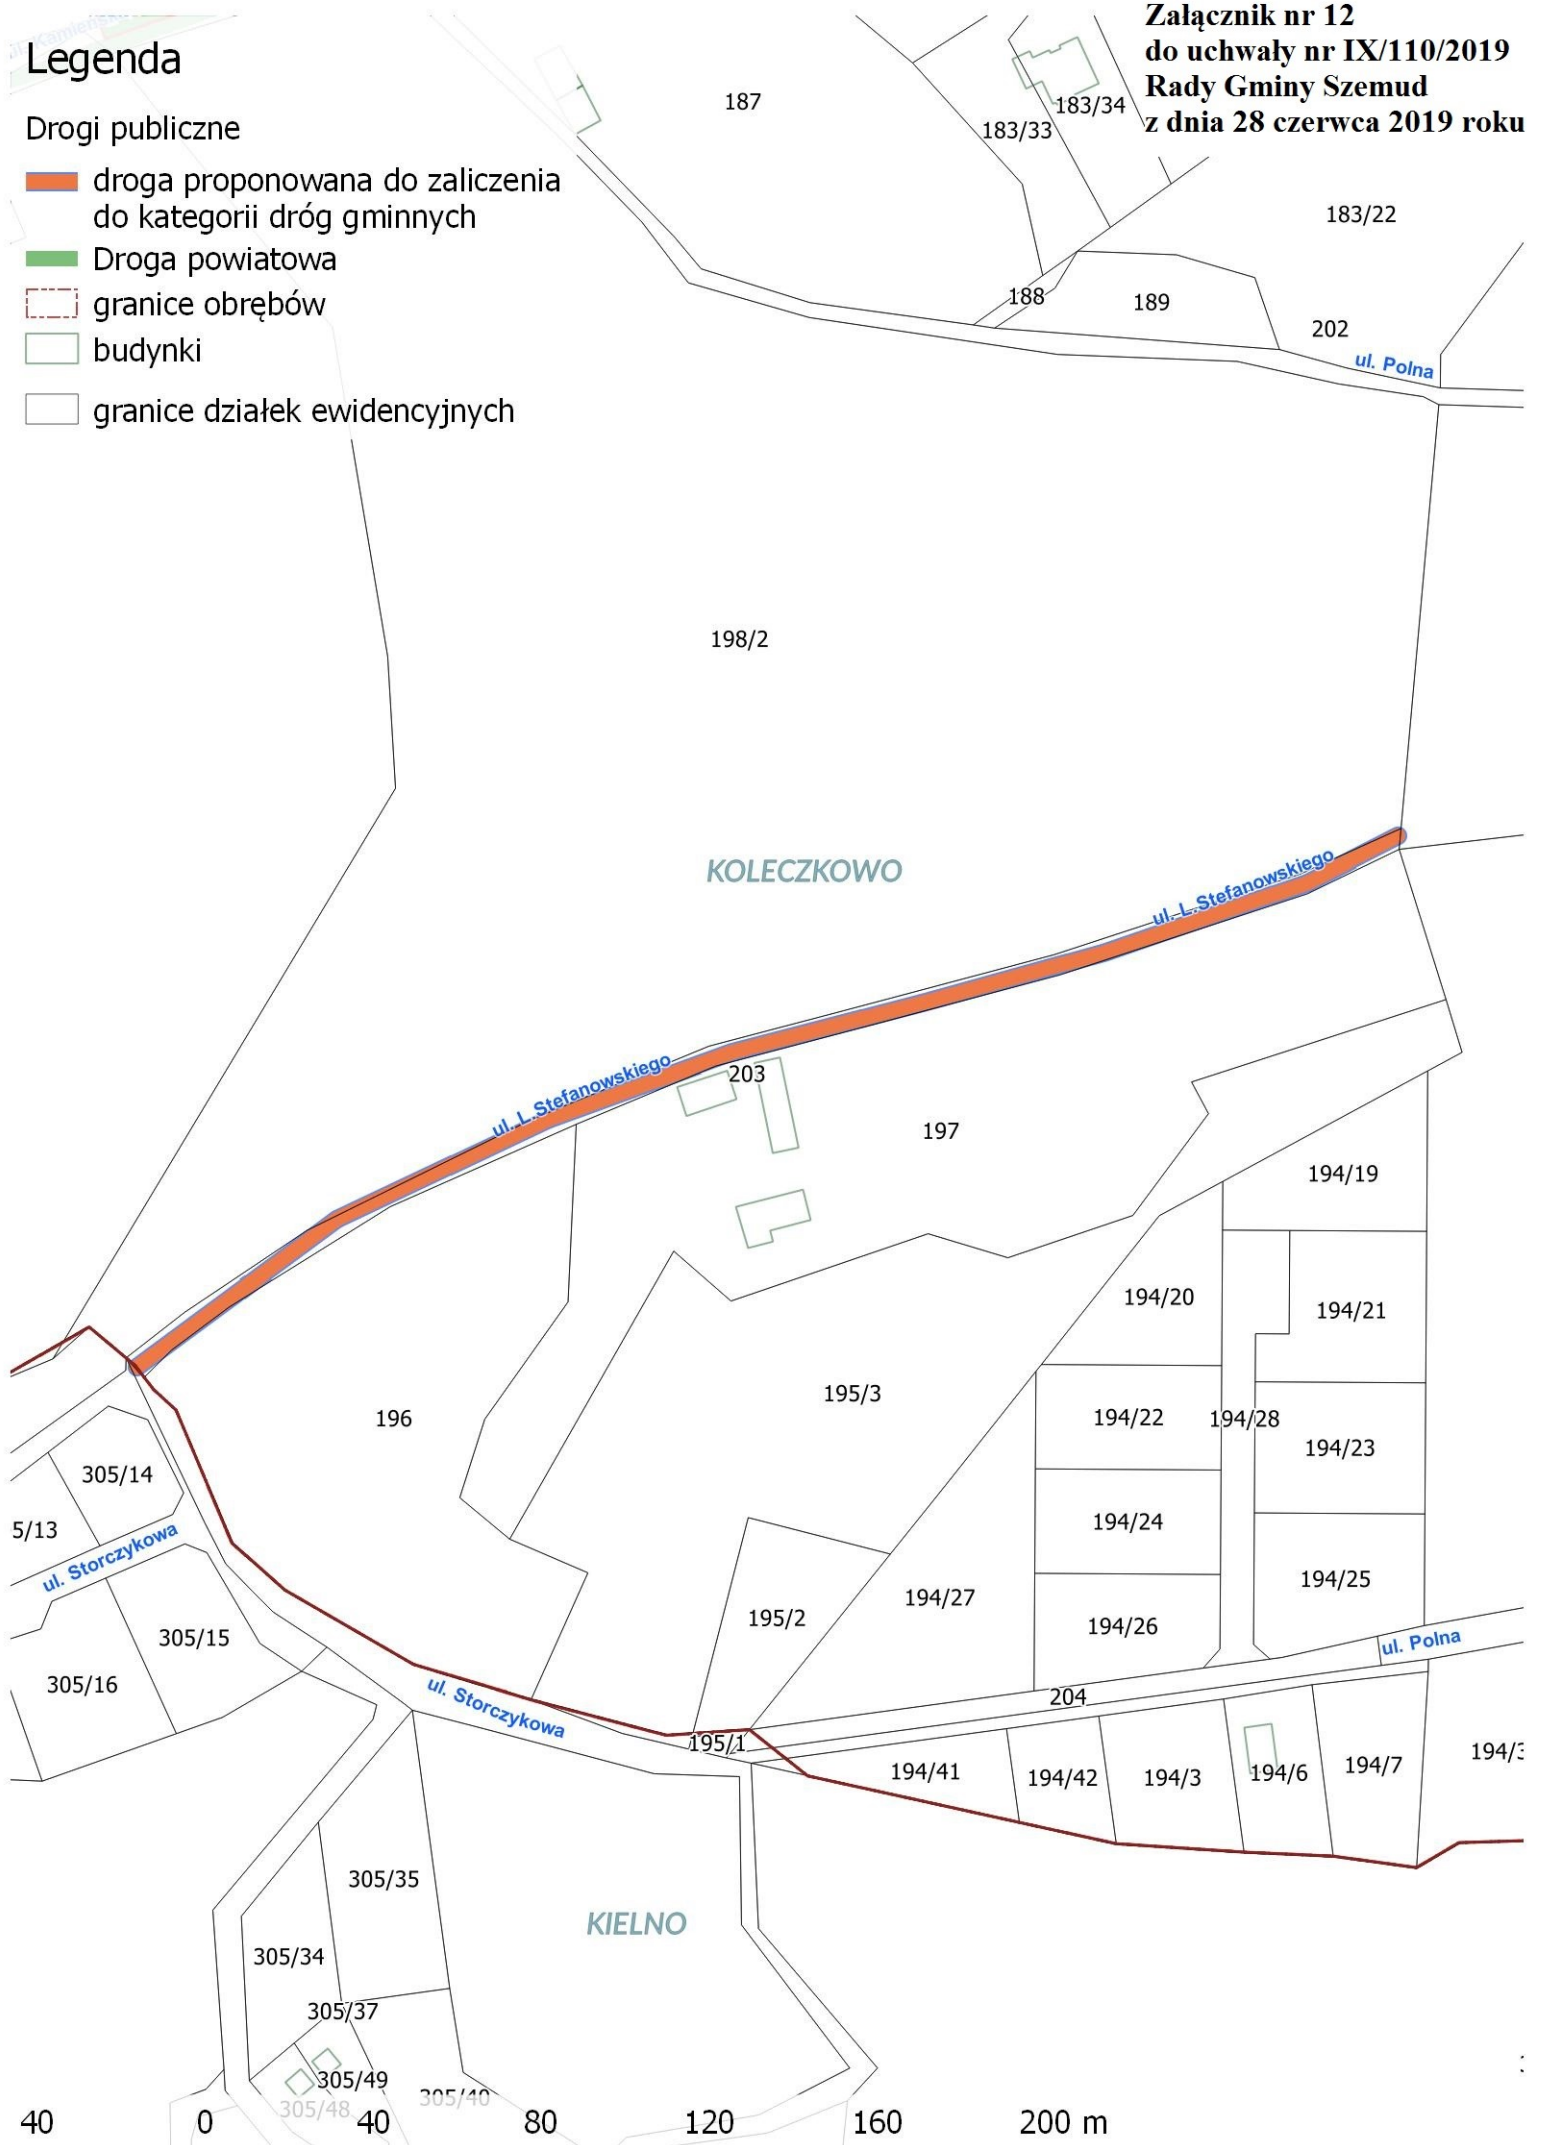 Załącznik nr 12
do uchwały nr IX/110/2019
Rady Gminy Szemud
z dnia 28 czerwca 2019 roku
ul. Kamieńska
Legenda
Drogi publiczne
droga proponowana do zaliczenia
do kategorii dróg gminnych
Droga powiatowa
granice obrębów
budynki
granice działek ewidencyjnych
187
183/34
183/33
183/22
188
189
202
ul. Polna
198/2
KOLECZKOWO
ul. L.Stefanowskiego
ul. L.Stefanowskiego
203
197
194/19
194/20
194/21
195/3
196
194/22
194/28
194/23
305/14
5/13
194/24
ul. Storczykowa
194/25
194/27
195/2
194/26
305/15
ul. Polna
305/16
204
ul. Storczykowa
195/1
194/3
194/41
194/42
194/3
194/6
194/7
305/35
KIELNO
305/34
305/37
305/49
305/40
305/48
40 0 40 80 120 160 200 m